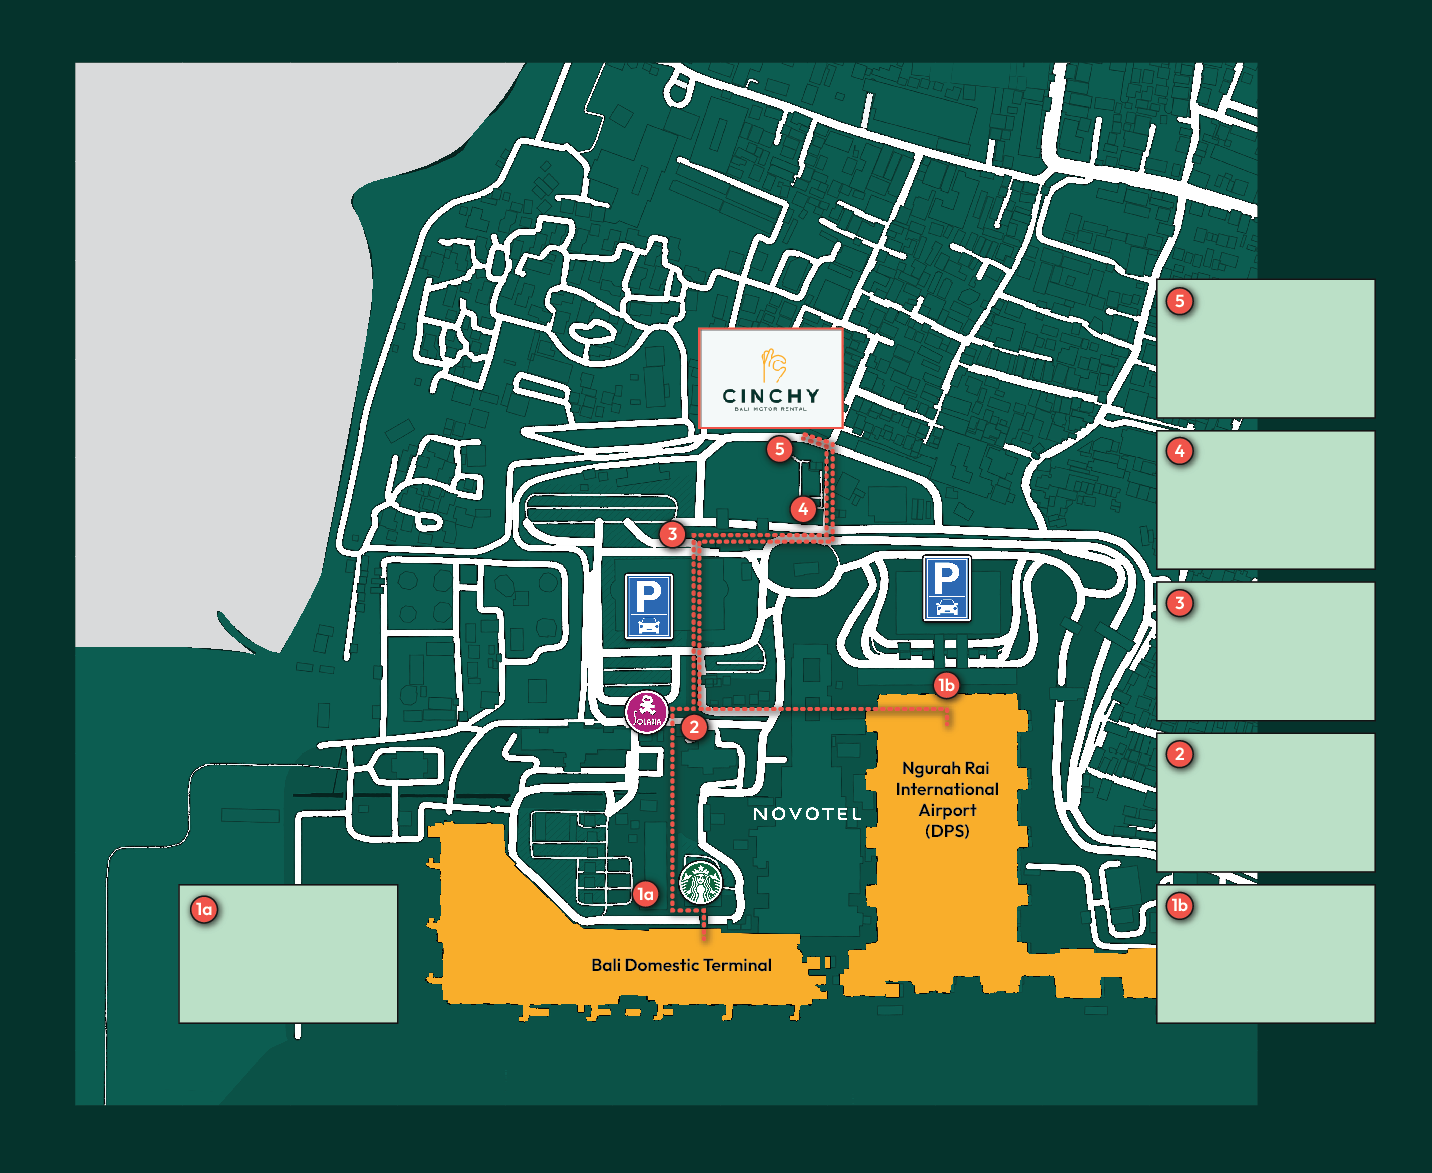 5
CINCHY
BALI MOTOR RENTAL
5
4
4
3
P
P
3
1b
SOLARIA
2
2
Ngurah Rai
International
Airport
(DPS)
NOVOTEL
1a
1a
1b
Bali Domestic Terminal